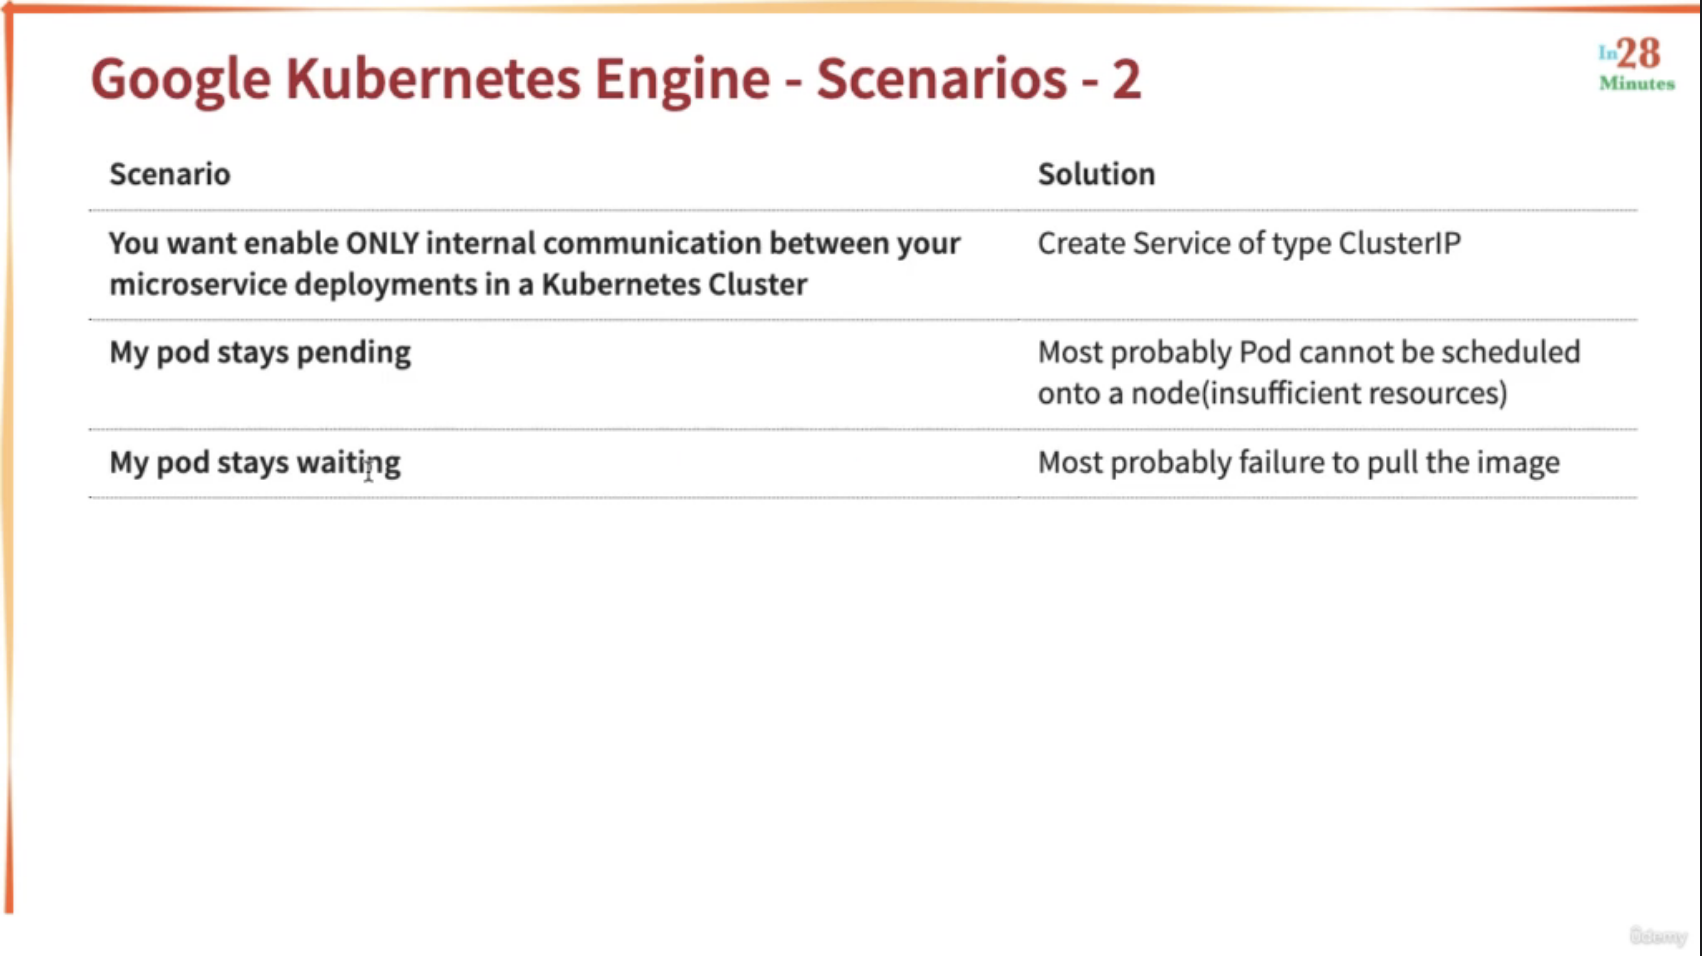 Google Kubernetes Engine - Scenarios - 2
In28
Minutes
Scenario
Solution
You want enable ONLY internal communication between your
microservice deployments in a Kubernetes Cluster
Create Service of type ClusterIP
My pod stays pending
Most probably Pod cannot be scheduled
onto a node(insufficient resources)
My pod stays waiting
Most probably failure to pull the image
ûdemy